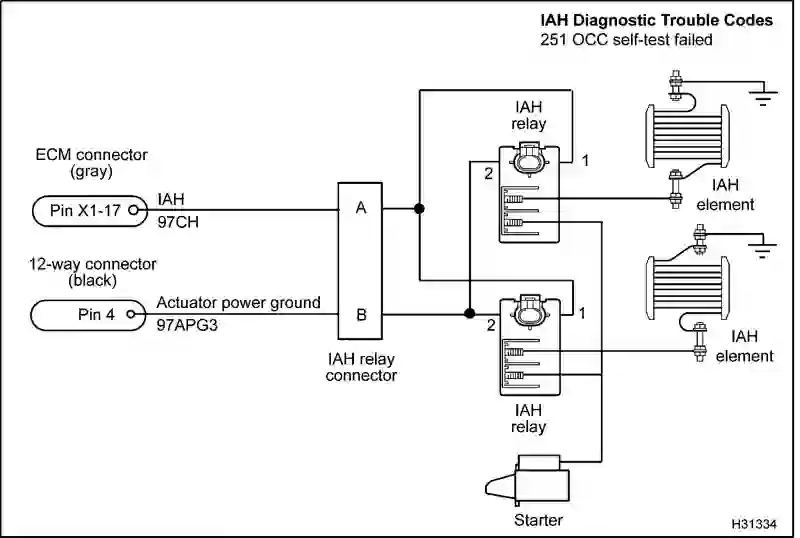 IAH Diagnostic Trouble Codes
251 OCC self-test failed
IAH
relay
ECM connector
(gray)
2
1
Pin X1-17
IAH
97CH
A
IAH
element
12-way connector
(black)
Pin 4
Actuator power ground
97APG3
B
2
1
IAH
element
IAH relay
connector
IAH
relay
Starter
H31334